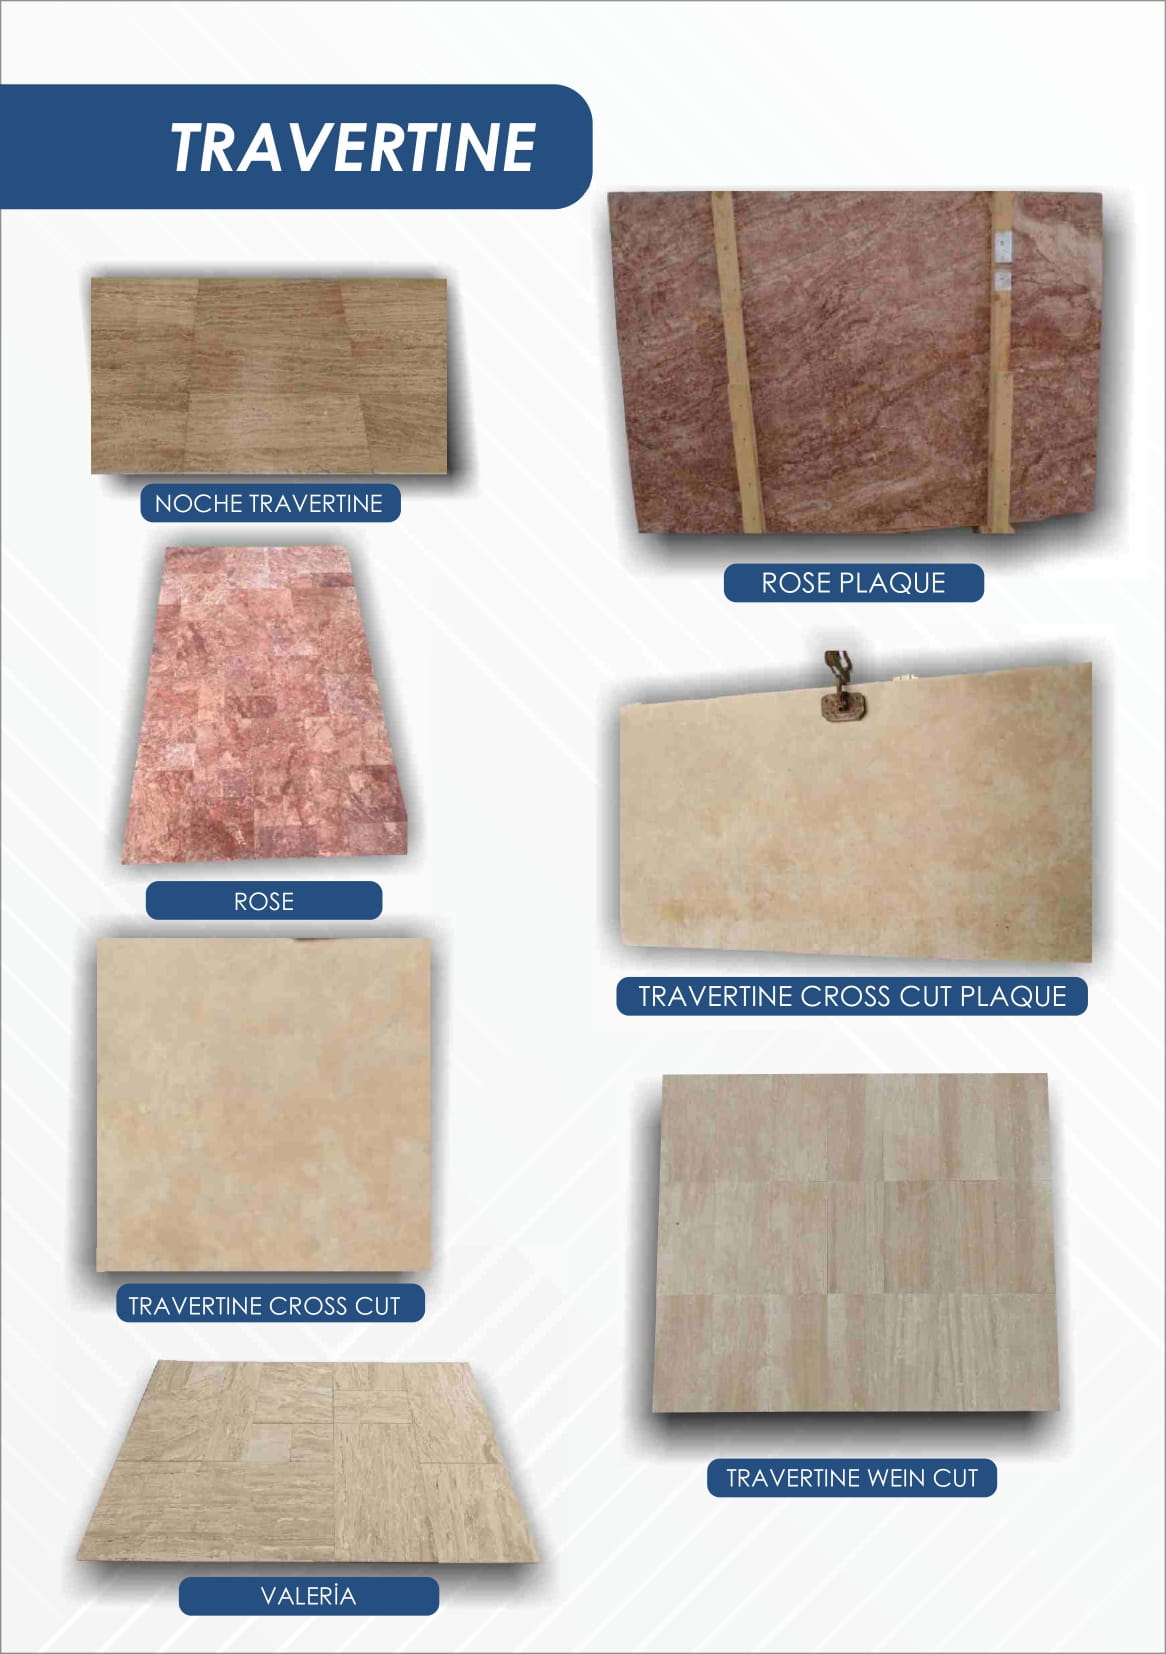 TRAVERTINE
NOCHE TRAVERTINE
ROSE PLAQUE
ROSE
TRAVERTINE CROSS CUT PLAQUE
TRAVERTINE CROSS CUT
TRAVERTINE WEIN CUT
VALERİA